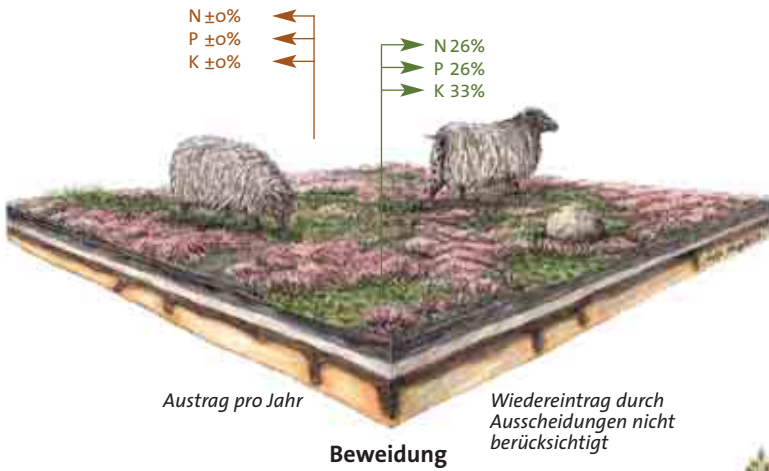 N ±0%
P ±0%
K ±0%
N 26%
P 26%
K 33%
Austrag pro Jahr
Wiedereintrag durch
Ausscheidungen nicht
berücksichtigt
Beweidung